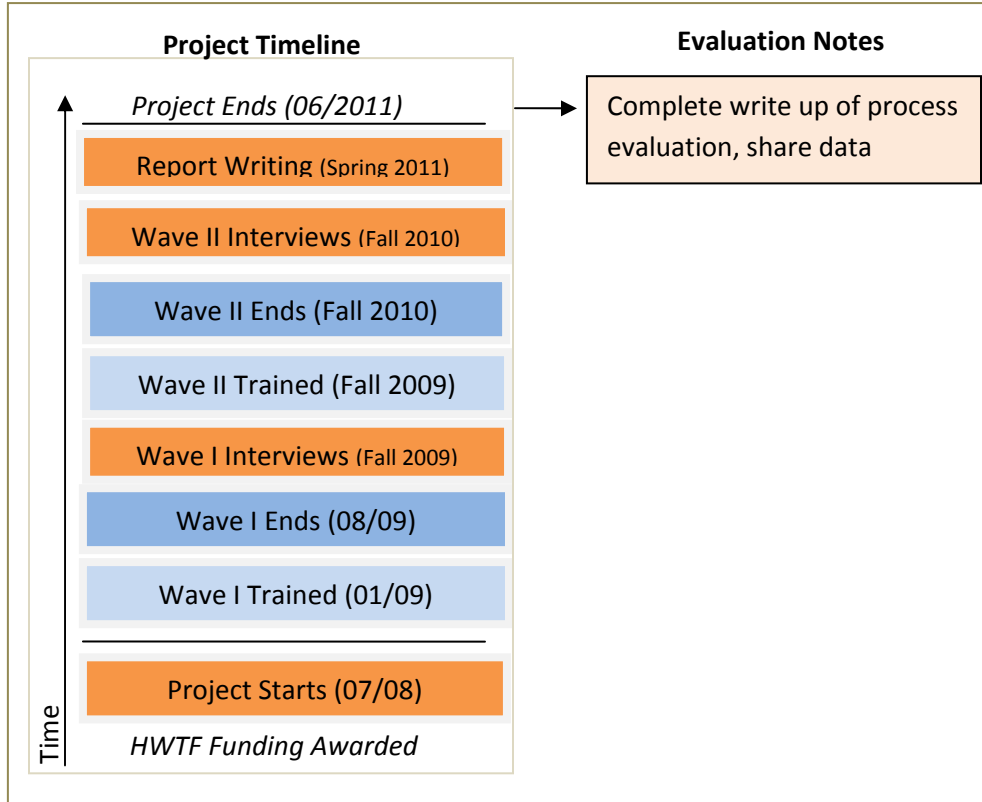 Project Timeline
Evaluation Notes
Project Ends (06/2011)
Complete write up of process
evaluation, share data
Report Writing (Spring 2011)
Wave II Interviews (Fall 2010)
Wave II Ends (Fall 2010)
Wave II Trained (Fall 2009)
Wave I Interviews (Fall 2009)
Wave I Ends (08/09)
Wave I Trained (01/09)
Project Starts (07/08)
HWTF Funding Awarded
Time